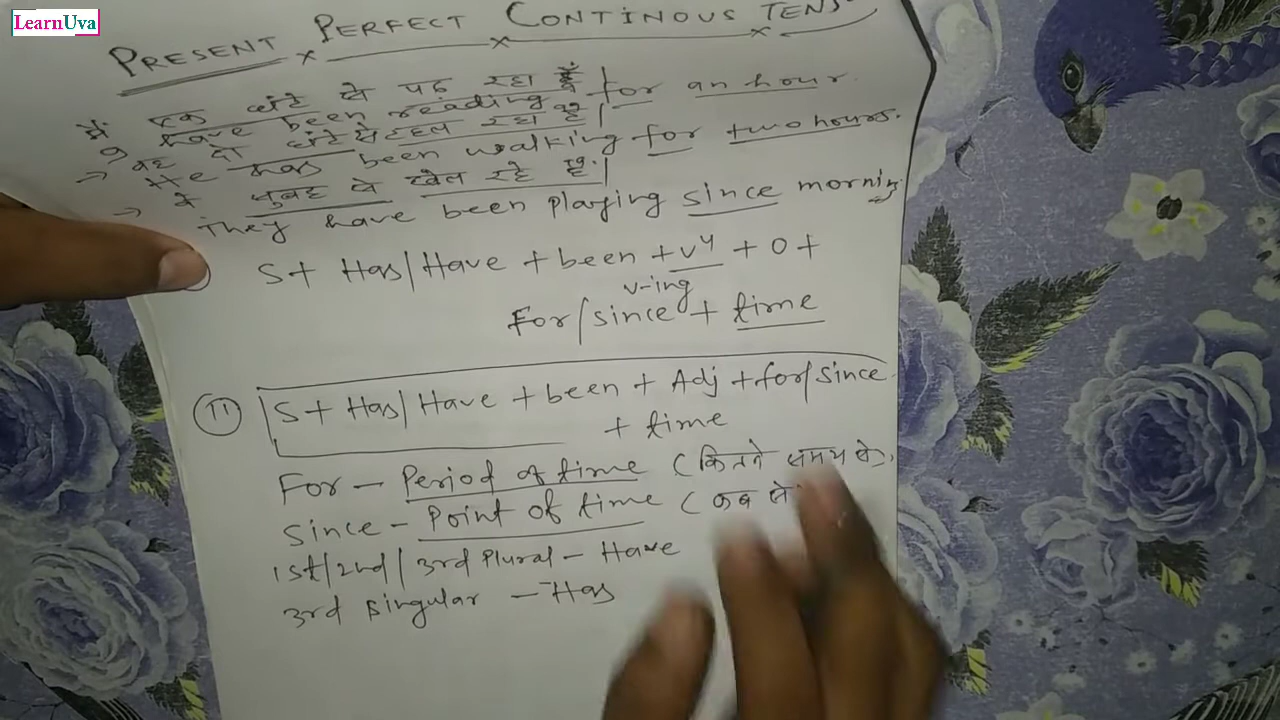 LearnUva
PRESENT PERFECT CONTINOUS TENS
मैं एक घंटे से पढ़ रहा हूँ|
I have been reading for an hour.
→ वह दो घंटे से टहल रहा है|
He has been walking for two hours.
→ वे सुबह से खेल रहे हैं|
They have been playing since morning
S+ Has/Have + been + v4 + O +
v-ing
For/since + time
II S+ Has/Have + been + Adj + for/since
+ time
For - Period of time (कितने समय से
Since - Point of time (कब से
1st/2nd/3rd Plural - Have
3rd Singular - Has